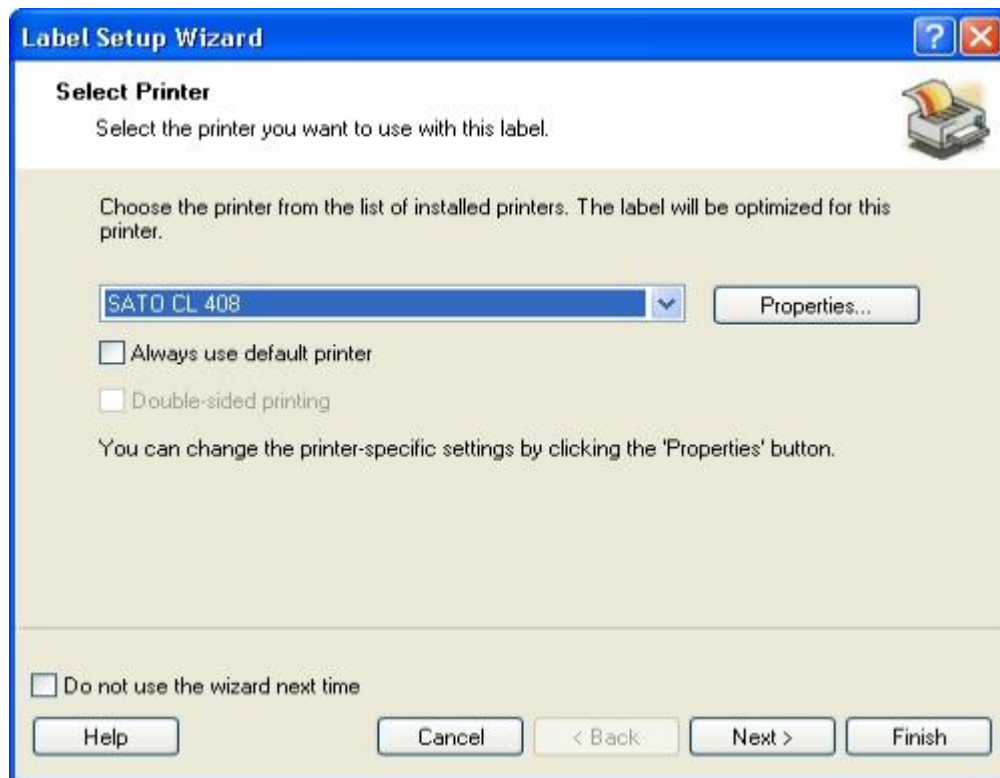 Label Setup Wizard
Select Printer
Select the printer you want to use with this label.
Choose the printer from the list of installed printers. The label will be optimized for this
printer.
SATO CL 408
Properties...
Always use default printer
Double-sided printing
You can change the printer-specific settings by clicking the 'Properties' button.
Do not use the wizard next time
Help
Cancel
< Back
Next >
Finish